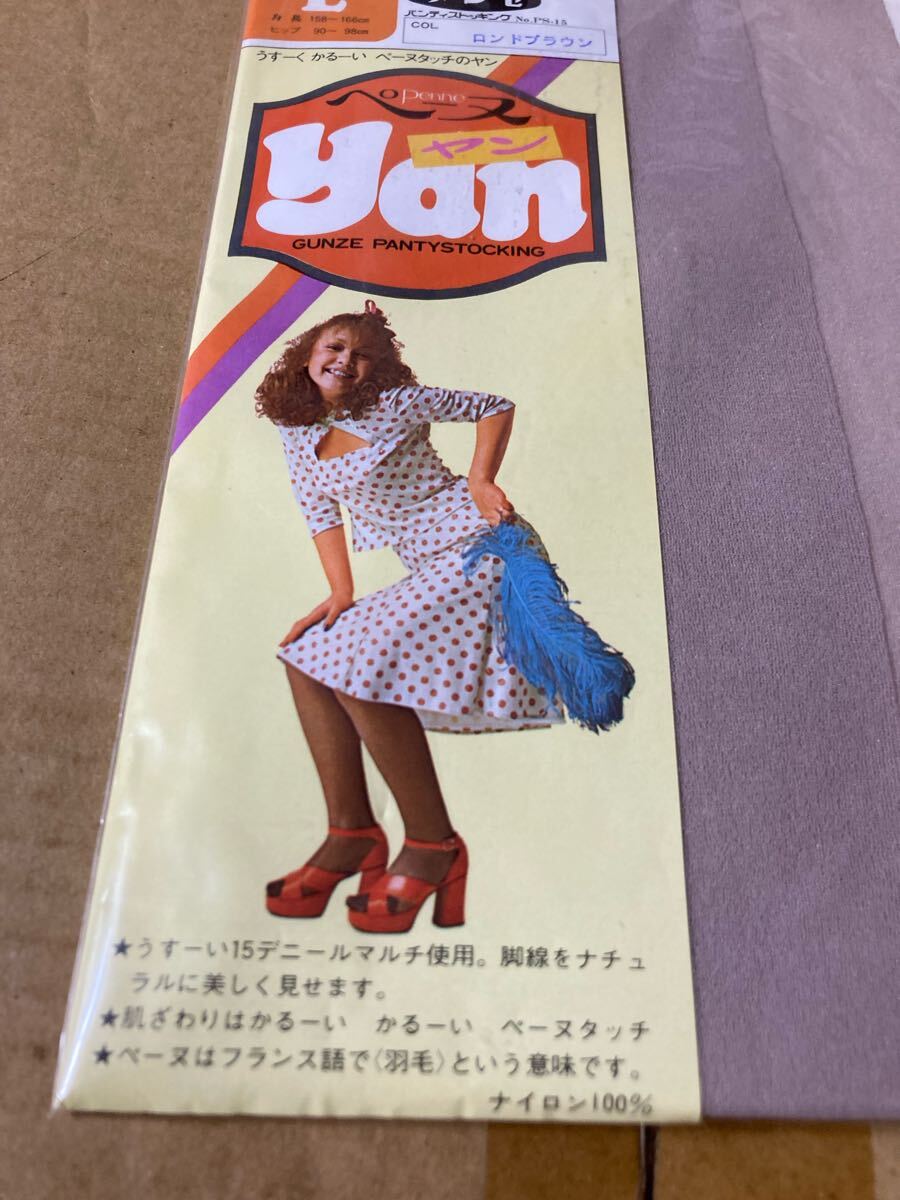 L
身長 158〜166cm
ヒップ 90〜98cm
パンティストッキング No.PS-15
COL
ロンドブラウン
うすーく かるーい ペーヌタッチのヤン
ペーヌ
penne
ヤン
yan
GUNZE PANTYSTOCKING
★うすーい15デニールマルチ使用。脚線をナチュ
ラルに美しく見せます。
★肌ざわりはかるーい かるーい ペーヌタッチ
★ペーヌはフランス語で〈羽毛〉という意味です。
ナイロン100%